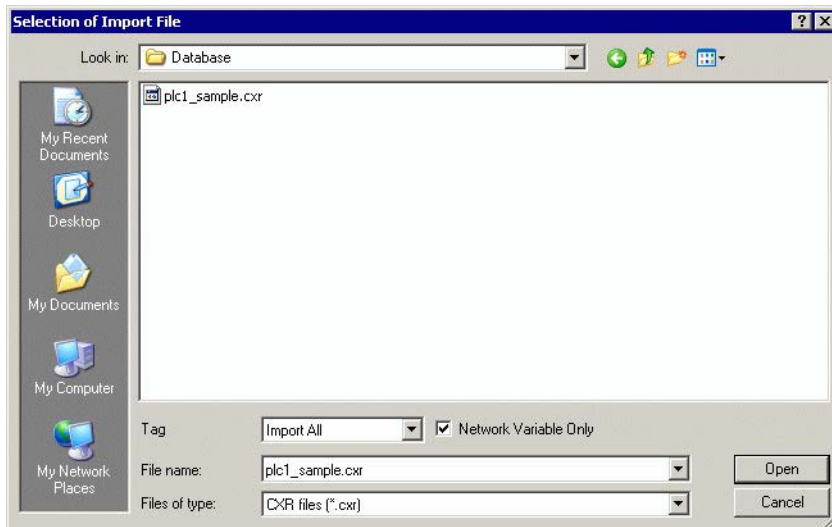 Selection of Import File
Look in: Database
plc1_sample.cxr
My Recent
Documents
Desktop
My Documents
My Computer
My Network
Places
Tag Import All Network Variable Only
File name: plc1_sample.cxr Open
Files of type: CXR files (*.cxr) Cancel